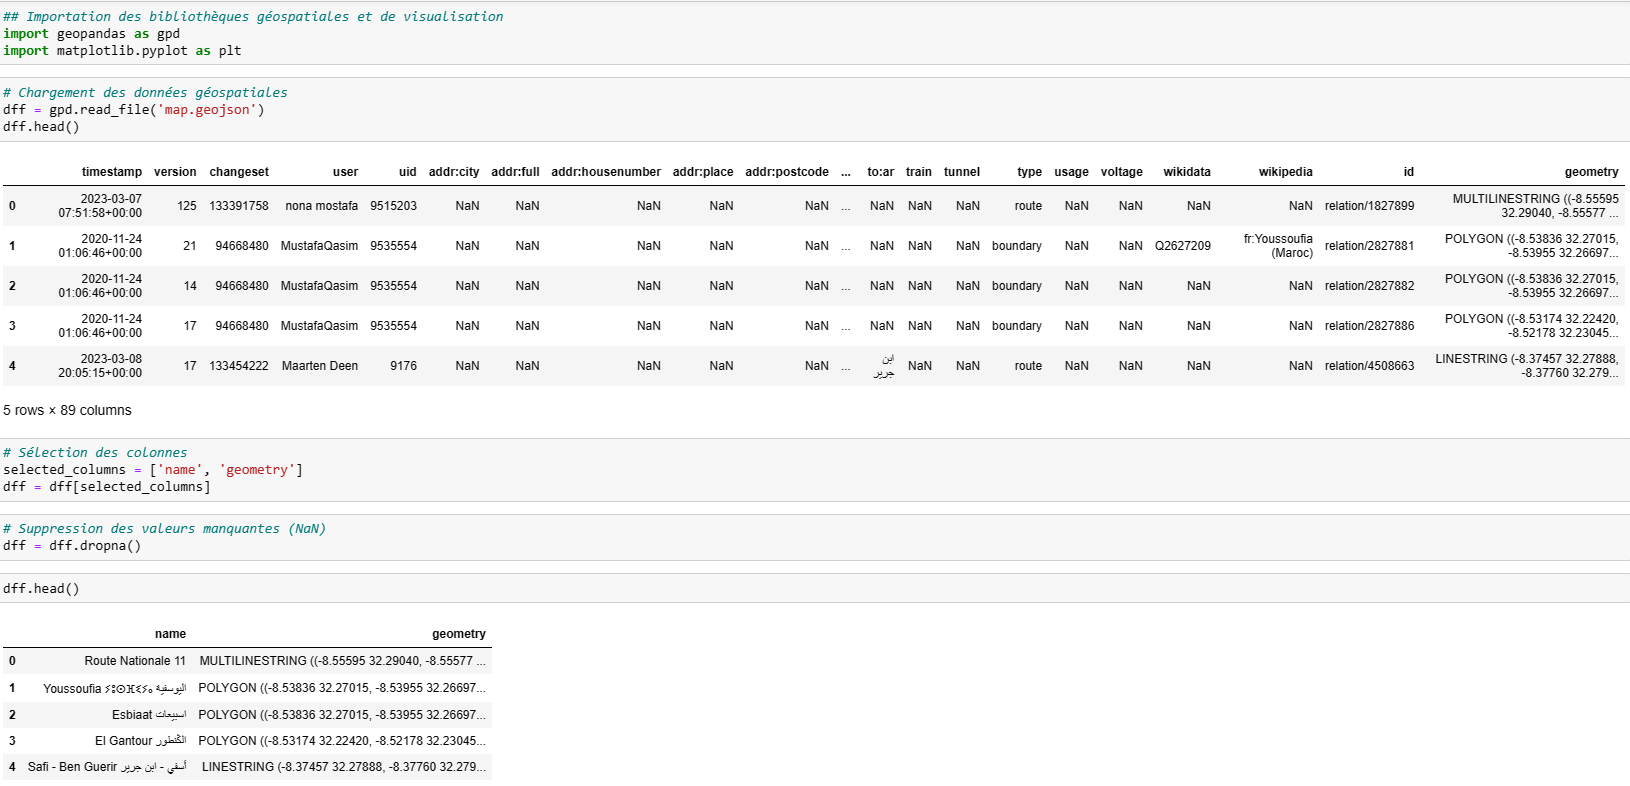 ## Importation des bibliothèques géospatiales et de visualisation
import geopandas as gpd
import matplotlib.pyplot as plt
# Chargement des données géospatiales
dff = gpd.read_file('map.geojson')
dff.head()
timestamp version changeset user uid addr:city addr:full addr:housenumber addr:place addr:postcode ... to:ar train tunnel type usage voltage wikidata wikipedia id geometry
0 2023-03-07 07:51:58+00:00 125 133391758 nona mostafa 9515203 NaN NaN NaN NaN NaN ... NaN NaN NaN route NaN NaN NaN NaN relation/1827899 MULTILINESTRING ((-8.55595 32.29040, -8.55577 ...
1 2020-11-24 01:06:46+00:00 21 94668480 MustafaQasim 9535554 NaN NaN NaN NaN NaN ... NaN NaN NaN boundary NaN NaN Q2627209 fr:Youssoufia (Maroc) relation/2827881 POLYGON ((-8.53836 32.27015, -8.53955 32.26697...
2 2020-11-24 01:06:46+00:00 14 94668480 MustafaQasim 9535554 NaN NaN NaN NaN NaN ... NaN NaN NaN boundary NaN NaN NaN NaN relation/2827882 POLYGON ((-8.53836 32.27015, -8.53955 32.26697...
3 2020-11-24 01:06:46+00:00 17 94668480 MustafaQasim 9535554 NaN NaN NaN NaN NaN ... NaN NaN NaN boundary NaN NaN NaN NaN relation/2827886 POLYGON ((-8.53174 32.22420, -8.52178 32.23045...
4 2023-03-08 20:05:15+00:00 17 133454222 Maarten Deen 9176 NaN NaN NaN NaN NaN ... ابن جرير NaN NaN route NaN NaN NaN NaN relation/4508663 LINESTRING (-8.37457 32.27888, -8.37760 32.279...
5 rows × 89 columns
# Sélection des colonnes
selected_columns = ['name', 'geometry']
dff = dff[selected_columns]
# Suppression des valeurs manquantes (NaN)
dff = dff.dropna()
dff.head()
name geometry
0 Route Nationale 11 MULTILINESTRING ((-8.55595 32.29040, -8.55577 ...
1 Youssoufia ⵢⵓⵙⴼⵉⵢⴰ اليوسفية POLYGON ((-8.53836 32.27015, -8.53955 32.26697...
2 Esbiaat اسبيعات POLYGON ((-8.53836 32.27015, -8.53955 32.26697...
3 El Gantour الڭنطور POLYGON ((-8.53174 32.22420, -8.52178 32.23045...
4 Safi - Ben Guerir أسفي - ابن جرير LINESTRING (-8.37457 32.27888, -8.37760 32.279...